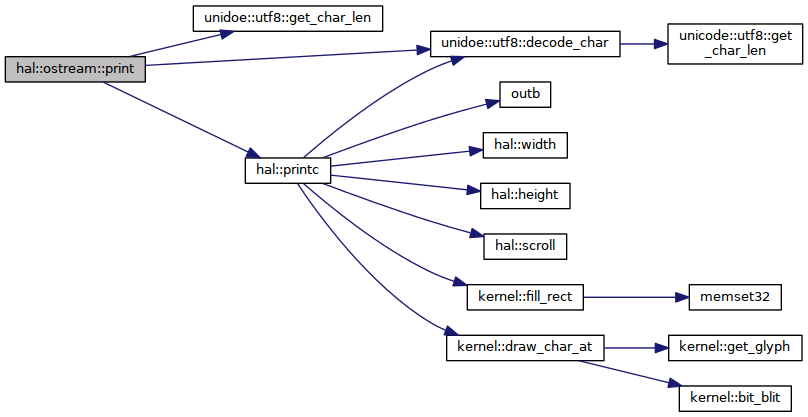 unidoe::utf8::get_char_len
hal::ostream::print
unidoe::utf8::decode_char
unicode::utf8::get
_char_len
outb
hal::width
hal::printc
hal::height
hal::scroll
kernel::fill_rect
memset32
kernel::draw_char_at
kernel::get_glyph
kernel::bit_blit